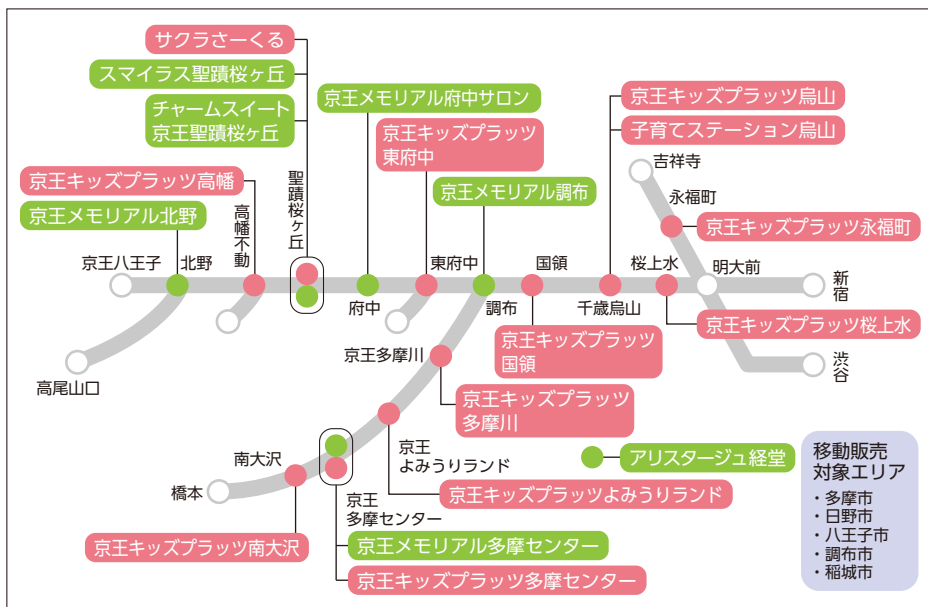 サクラさーくる
スマイラス聖蹟桜ヶ丘
チャームスイート
京王聖蹟桜ヶ丘
京王メモリアル府中サロン
京王キッズプラッツ
東府中
京王キッズプラッツ烏山
子育てステーション烏山
吉祥寺
永福町
京王キッズプラッツ永福町
京王キッズプラッツ高幡
京王メモリアル北野
京王メモリアル調布
聖蹟桜ヶ丘
高幡不動
京王八王子
北野
府中
東府中
調布
国領
千歳烏山
桜上水
明大前
新宿
京王キッズプラッツ桜上水
渋谷
高尾山口
京王キッズプラッツ
国領
京王多摩川
京王キッズプラッツ
多摩川
京王
よみうりランド
京王キッズプラッツよみうりランド
アリスタージュ経堂
南大沢
橋本
京王
多摩センター
京王キッズプラッツ南大沢
京王メモリアル多摩センター
京王キッズプラッツ多摩センター
移動販売
対象エリア
・多摩市
・日野市
・八王子市
・調布市
・稲城市